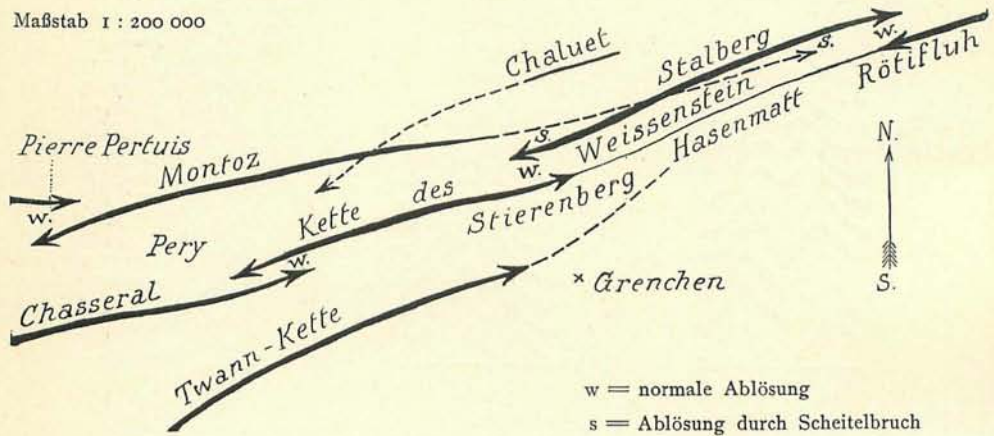 Maßstab 1 : 200 000
Chaluet
Stalberg
s.
w.
Rötifluh
Weissenstein
Hasenmatt
Pierre Pertuis
w.
Montoz
s.
w.
Kette des
Stierenberg
N.
S.
Pery
w.
Chasseral
Twann-Kette
× Grenchen
w = normale Ablösung
s = Ablösung durch Scheitelbruch